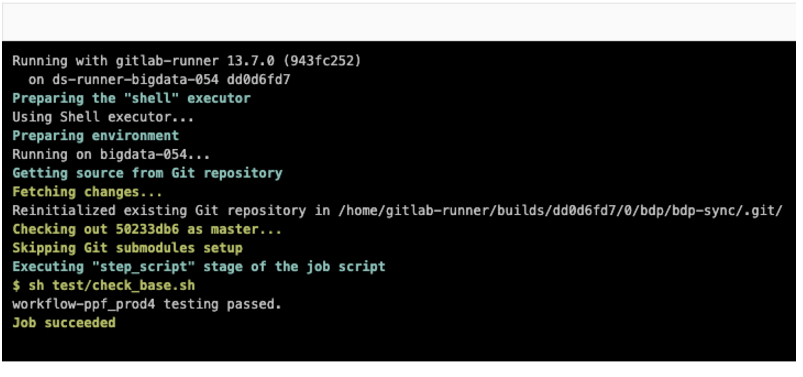 Running with gitlab-runner 13.7.0 (943fc252)
on ds-runner-bigdata-054 dd0d6fd7
Preparing the "shell" executor
Using Shell executor...
Preparing environment
Running on bigdata-054...
Getting source from Git repository
Fetching changes...
Reinitialized existing Git repository in /home/gitlab-runner/builds/dd0d6fd7/0/bdp/bdp-sync/.git/
Checking out 50233db6 as master...
Skipping Git submodules setup
Executing "step_script" stage of the job script
$ sh test/check_base.sh
workflow-ppf_prod4 testing passed.
Job succeeded